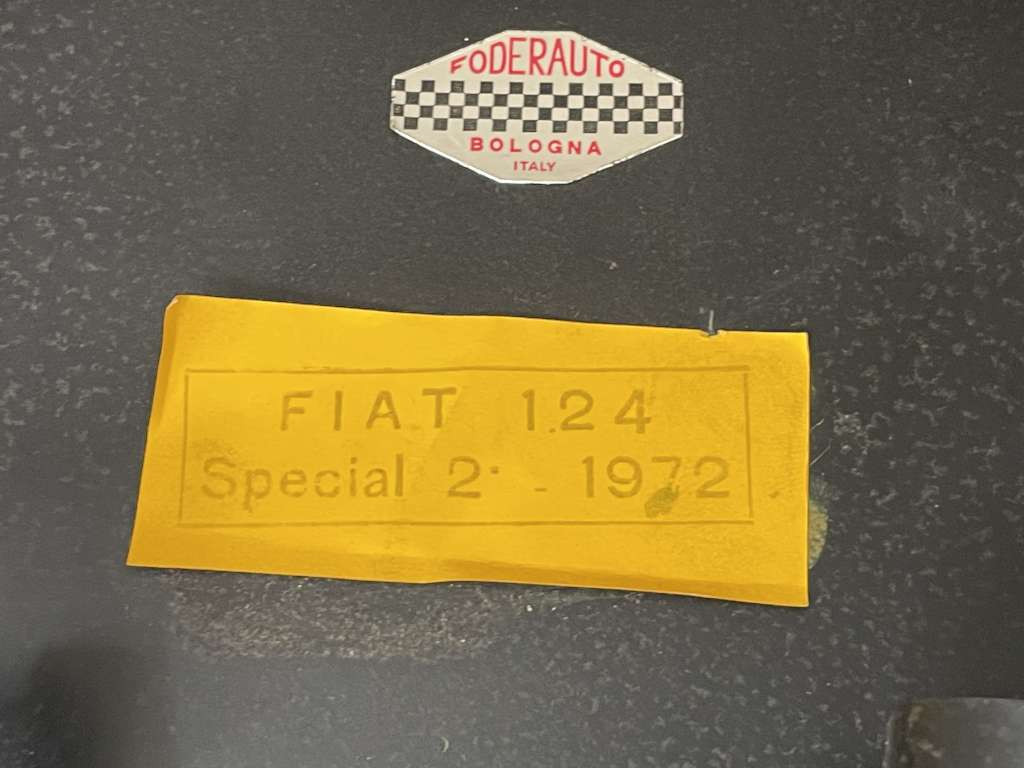 FODERAUTO
BOLOGNA
ITALY
FIAT 124
Special 2· - 1972